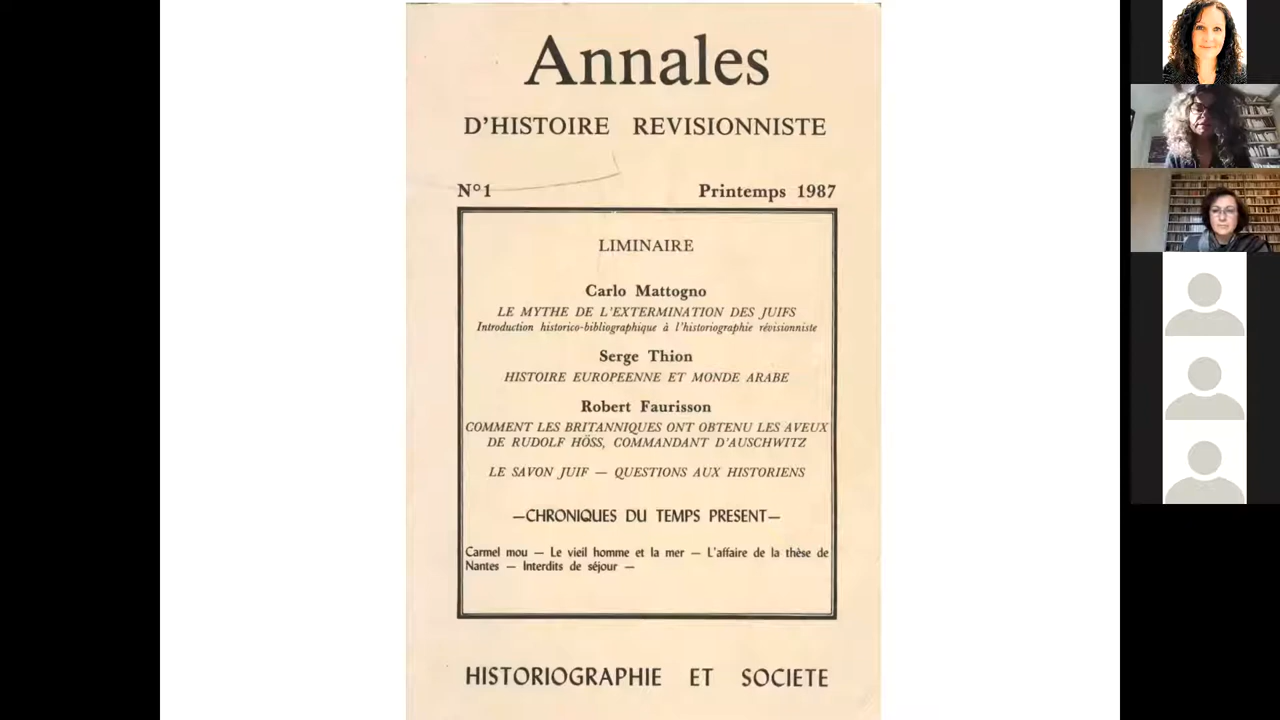 Annales
D'HISTOIRE REVISIONNISTE
N°1 Printemps 1987
LIMINAIRE
Carlo Mattogno
LE MYTHE DE L'EXTERMINATION DES JUIFS
Introduction historico-bibliographique à l'historiographie révisionniste
Serge Thion
HISTOIRE EUROPEENNE ET MONDE ARABE
Robert Faurisson
COMMENT LES BRITANNIQUES ONT OBTENU LES AVEUX
DE RUDOLF HÖSS, COMMANDANT D'AUSCHWITZ
LE SAVON JUIF — QUESTIONS AUX HISTORIENS
—CHRONIQUES DU TEMPS PRESENT—
Carmel mou — Le vieil homme et la mer — L'affaire de la thèse de
Nantes — Interdits de séjour —
HISTORIOGRAPHIE ET SOCIETE